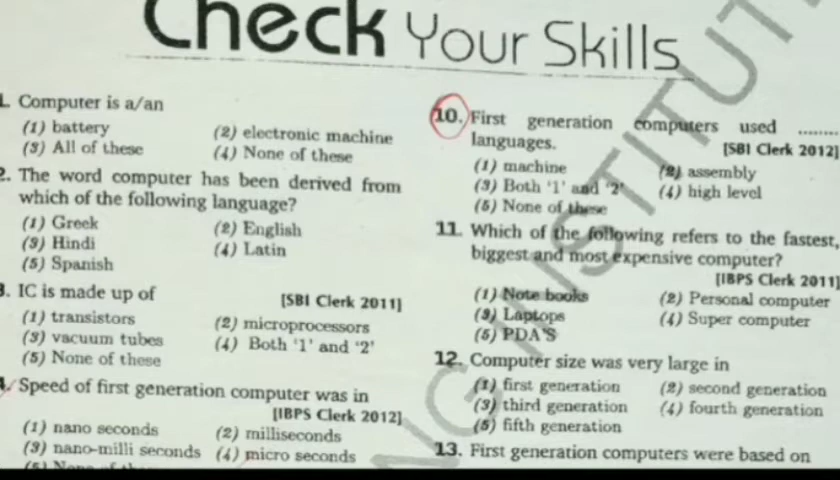 Check Your Skills
1. Computer is a/an
(1) battery (2) electronic machine
(3) All of these (4) None of these
2. The word computer has been derived from
which of the following language?
(1) Greek (2) English
(3) Hindi (4) Latin
(5) Spanish
3. IC is made up of [SBI Clerk 2011]
(1) transistors (2) microprocessors
(3) vacuum tubes (4) Both '1' and '2'
(5) None of these
4. Speed of first generation computer was in
[IBPS Clerk 2012]
(1) nano seconds (2) milliseconds
(3) nano-milli seconds (4) micro seconds
(5) None of these
10. First generation computers used ........
languages. [SBI Clerk 2012]
(1) machine (2) assembly
(3) Both '1' and '2' (4) high level
(5) None of these
11. Which of the following refers to the fastest,
biggest and most expensive computer?
[IBPS Clerk 2011]
(1) Note books (2) Personal computer
(3) Laptops (4) Super computer
(5) PDA'S
12. Computer size was very large in
(1) first generation (2) second generation
(3) third generation (4) fourth generation
(5) fifth generation
13. First generation computers were based on